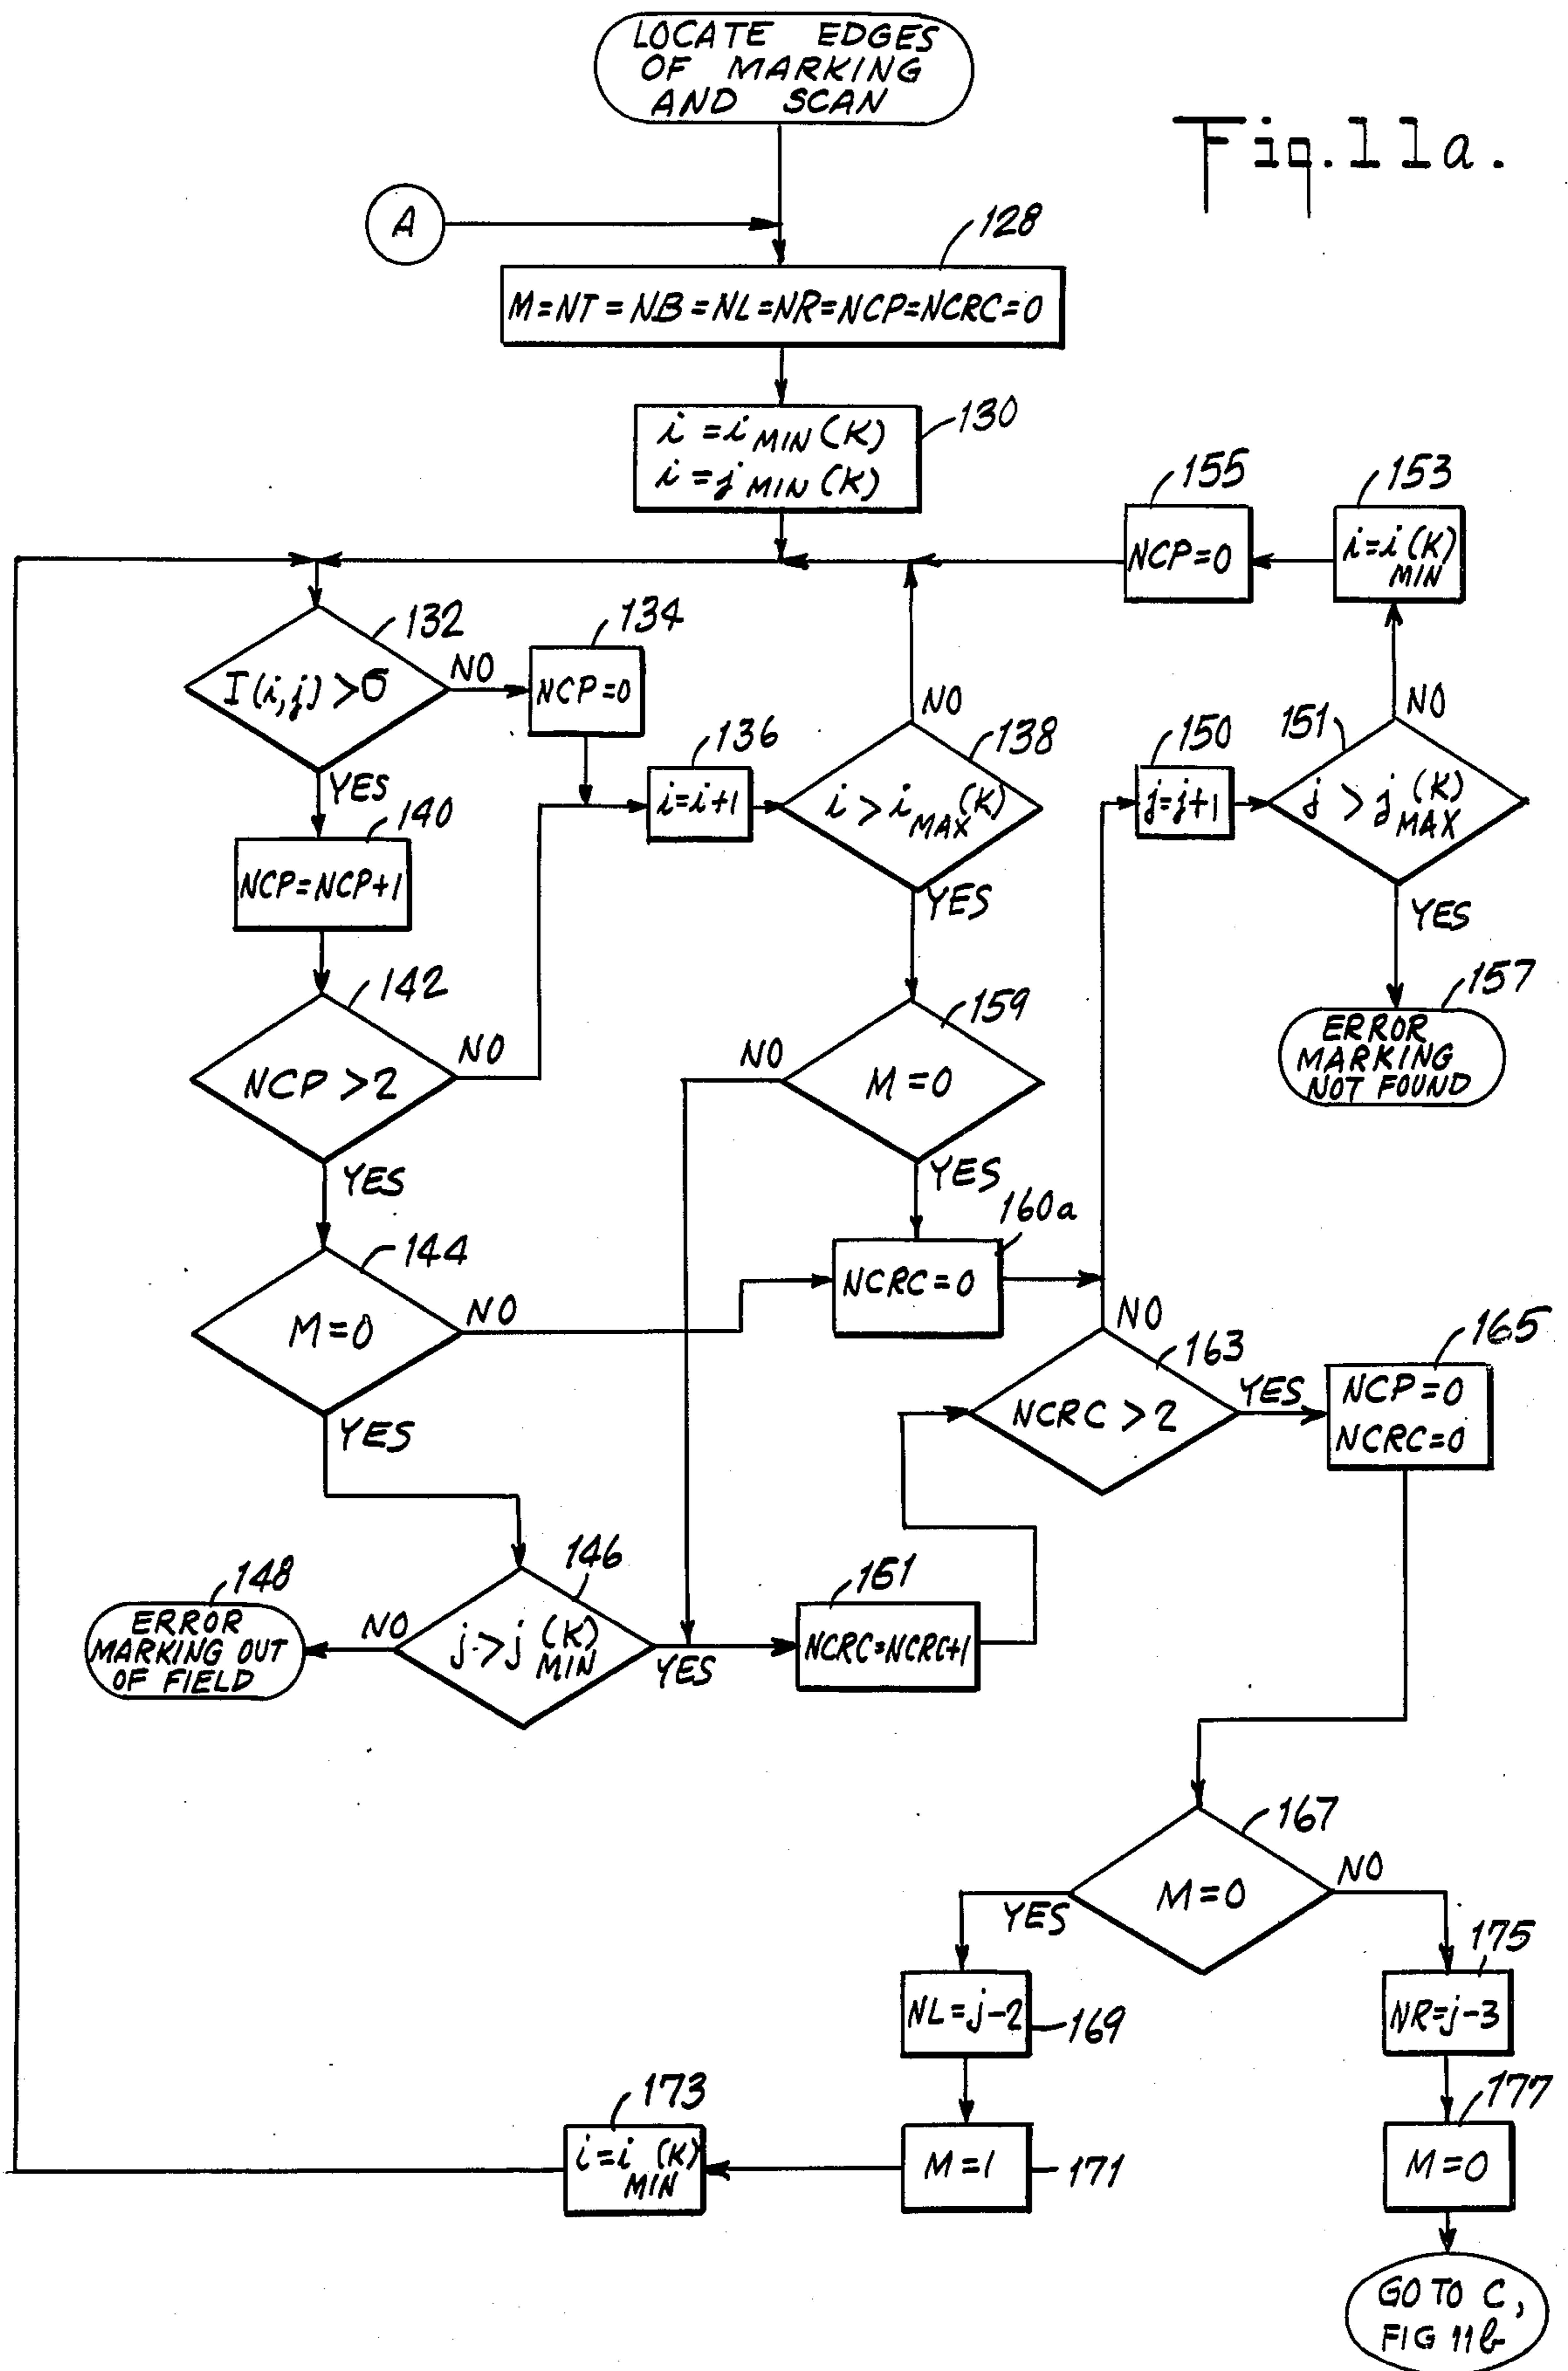 LOCATE EDGES
OF MARKING
AND SCAN
Fig. 11a.
A
128
M=NT=NB=NL=NR=NCP=NCRC=0
130
i=iMIN(K)
i=jMIN(K)
155
153
NCP=0
i=i(K)
MIN
132
134
I(i,j)>σ
NO
NCP=0
NO
NO
136
138
150
151
YES
i=i+1
i>iMAX(K)
j=j+1
j>j(K)
MAX
140
NCP=NCP+1
YES
YES
142
159
157
NCP>2
NO
NO
M=0
ERROR
MARKING
NOT FOUND
YES
YES
160a
144
NCRC=0
M=0
NO
NO
163
165
NCRC>2
YES
NCP=0
NCRC=0
YES
146
148
161
ERROR
MARKING OUT
OF FIELD
NO
j>j(K)
MIN
YES
NCRC=NCRC+1
167
M=0
NO
YES
175
NL=j-2
169
NR=j-3
173
177
i=i(K)
MIN
M=1
171
M=0
GO TO C,
FIG 11b